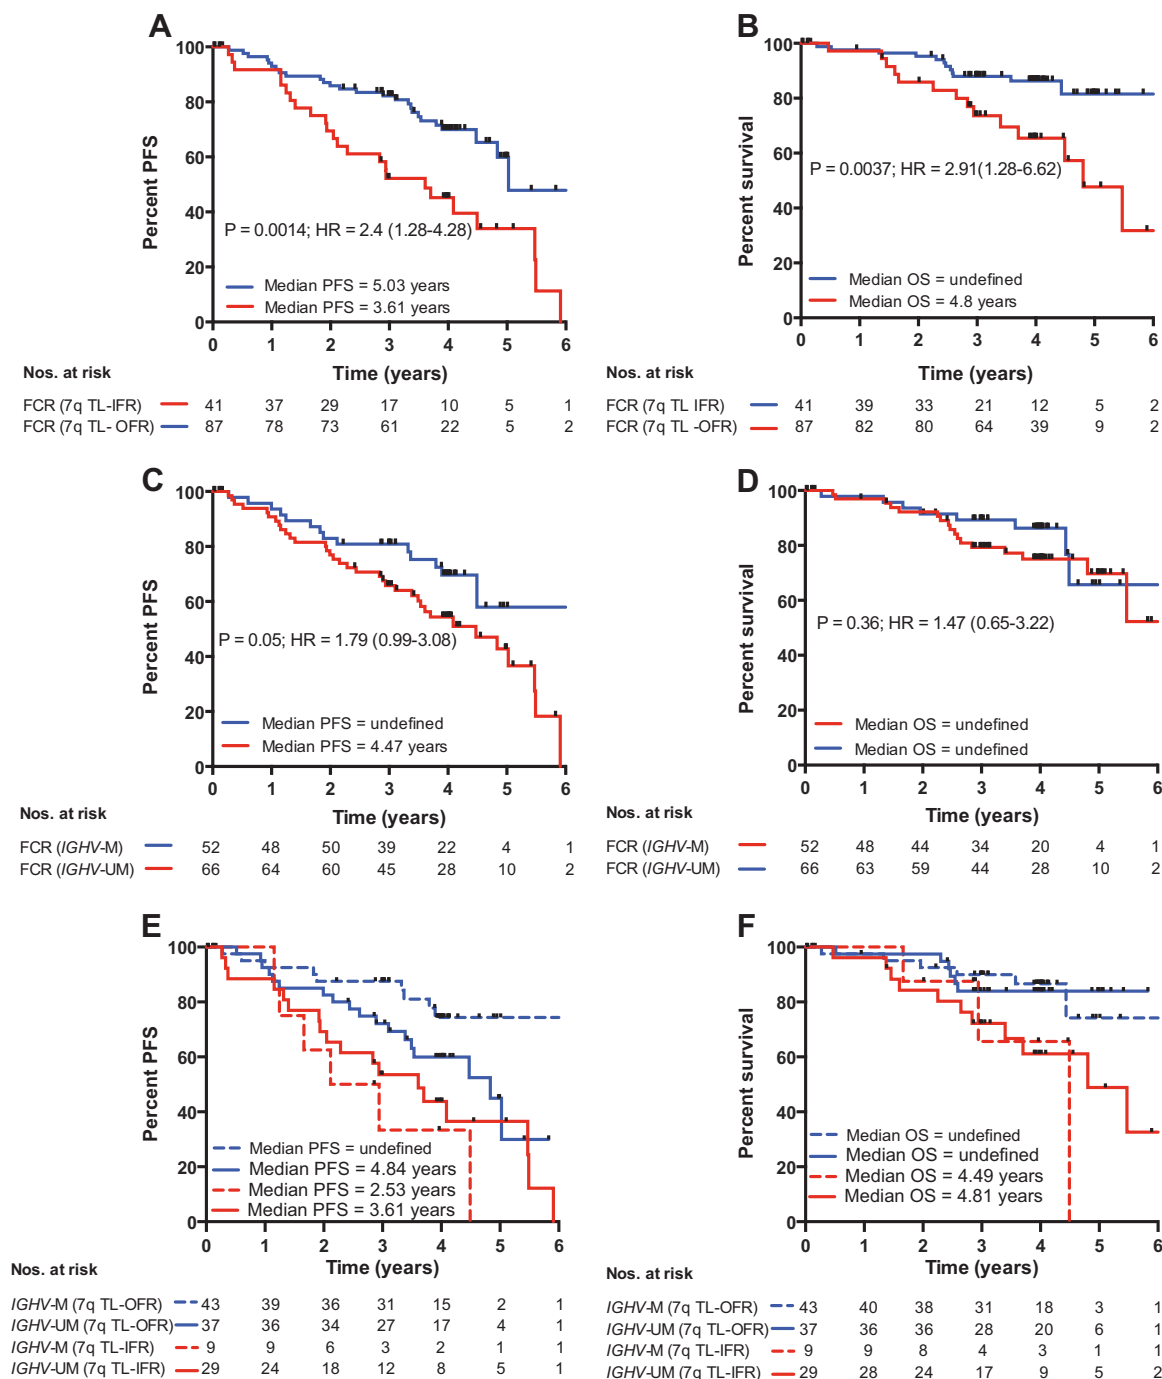 A
100
80
60
40
20
0
Percent PFS
P = 0.0014; HR = 2.4 (1.28-4.28)
Median PFS = 5.03 years
Median PFS = 3.61 years
0 1 2 3 4 5 6
Nos. at risk
Time (years)
FCR (7q TL-IFR) 41 37 29 17 10 5 1
FCR (7q TL- OFR) 87 78 73 61 22 5 2
B
100
80
60
40
20
0
Percent survival
P = 0.0037; HR = 2.91(1.28-6.62)
Median OS = undefined
Median OS = 4.8 years
0 1 2 3 4 5 6
Nos. at risk
Time (years)
FCR (7q TL IFR) 41 39 33 21 12 5 2
FCR (7q TL -OFR) 87 82 80 64 39 9 2
C
100
80
60
40
20
0
Percent PFS
P = 0.05; HR = 1.79 (0.99-3.08)
Median PFS = undefined
Median PFS = 4.47 years
0 1 2 3 4 5 6
Nos. at risk
Time (years)
FCR (IGHV-M) 52 48 50 39 22 4 1
FCR (IGHV-UM) 66 64 60 45 28 10 2
D
100
80
60
40
20
0
Percent survival
P = 0.36; HR = 1.47 (0.65-3.22)
Median OS = undefined
Median OS = undefined
0 1 2 3 4 5 6
Nos. at risk
Time (years)
FCR (IGHV-M) 52 48 44 34 20 4 1
FCR (IGHV-UM) 66 63 59 44 28 10 2
E
100
80
60
40
20
0
Percent PFS
Median PFS = undefined
Median PFS = 4.84 years
Median PFS = 2.53 years
Median PFS = 3.61 years
0 1 2 3 4 5 6
Nos. at risk
Time (years)
IGHV-M (7q TL-OFR) 43 39 36 31 15 2 1
IGHV-UM (7q TL-OFR) 37 36 34 27 17 4 1
IGHV-M (7q TL-IFR) 9 9 6 3 2 1 1
IGHV-UM (7q TL-IFR) 29 24 18 12 8 5 1
F
100
80
60
40
20
0
Percent survival
Median OS = undefined
Median OS = undefined
Median OS = 4.49 years
Median OS = 4.81 years
0 1 2 3 4 5 6
Nos. at risk
Time (years)
IGHV-M (7q TL-OFR) 43 40 38 31 18 3 1
IGHV-UM (7q TL-OFR) 37 36 36 28 20 6 1
IGHV-M (7q TL-IFR) 9 9 8 4 3 1 1
IGHV-UM (7q TL-IFR) 29 28 24 17 9 5 2